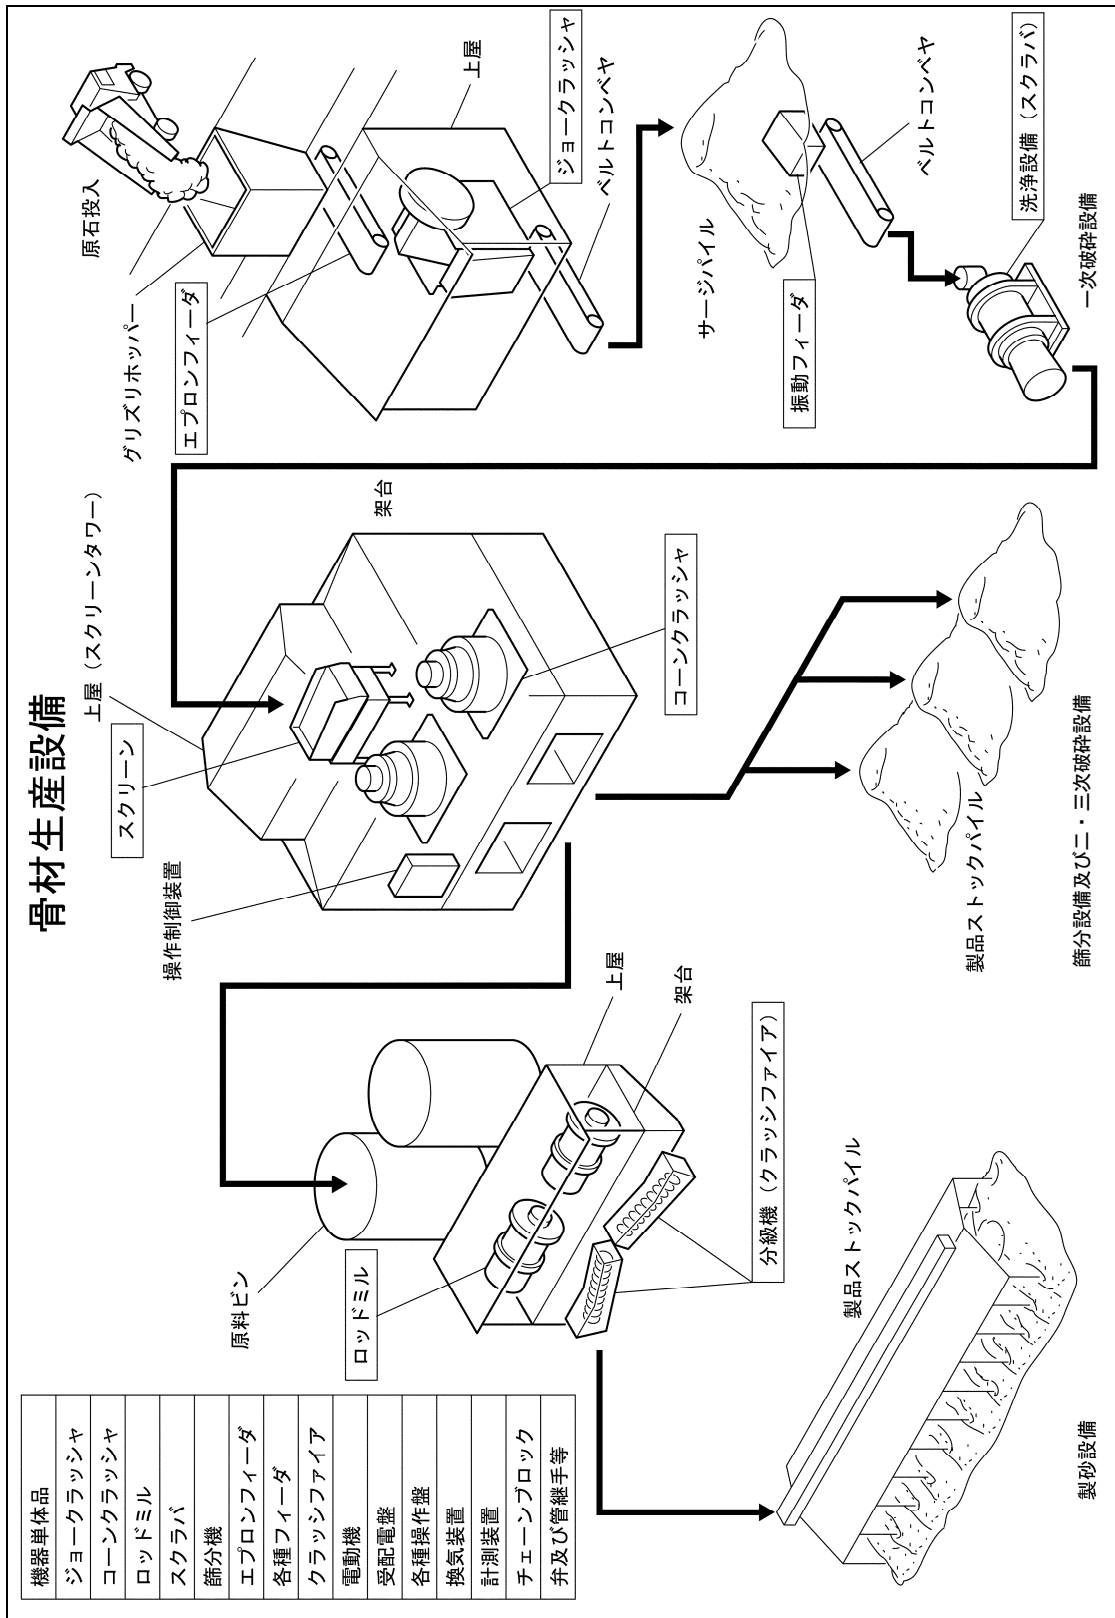 骨材生産設備
原石投入
グリズリホッパー
エプロンフィーダ
上屋
ジョークラッシャ
ベルトコンベヤ
サージパイル
振動フィーダ
ベルトコンベヤ
洗浄設備（スクラバ）
一次破砕設備
上屋（スクリーンタワー）
スクリーン
操作制御装置
架台
コーンクラッシャ
製品ストックパイル
篩分設備及び二・三次破砕設備
原料ビン
ロッドミル
上屋
架台
分級機（クラッシファイア）
製品ストックパイル
製砂設備
機器単体品
ジョークラッシャ
コーンクラッシャ
ロッドミル
スクラバ
篩分機
エプロンフィーダ
各種フィーダ
クラッシファイア
電動機
受配電盤
各種操作盤
換気装置
計測装置
チェーンブロック
弁及び管継手等